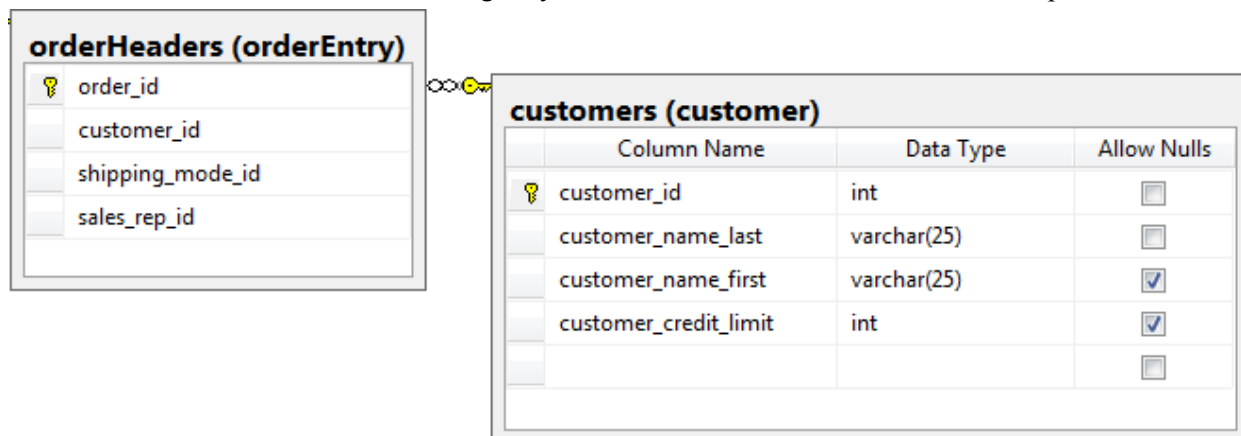 orderHeaders (orderEntry)
order_id
customer_id
shipping_mode_id
sales_rep_id
customers (customer)
Column Name Data Type Allow Nulls
customer_id int
customer_name_last varchar(25)
customer_name_first varchar(25)
customer_credit_limit int